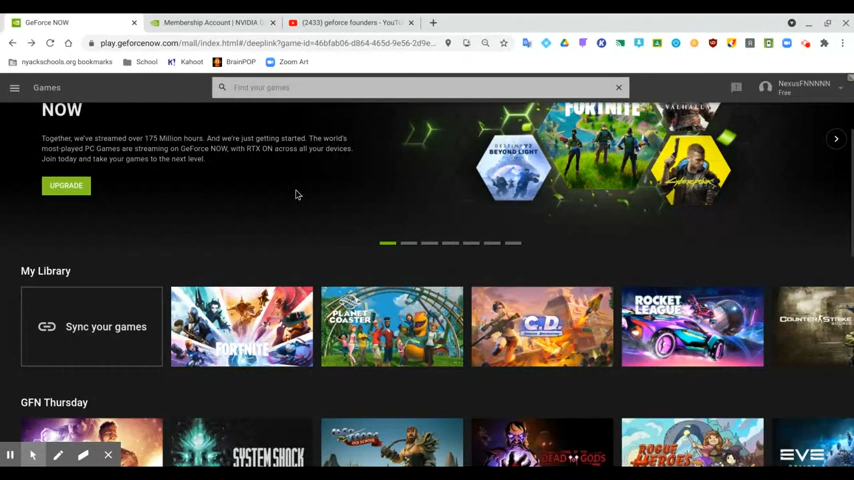 GeForce NOW
Membership Account | NVIDIA G
(2433) geforce founders - YouTu
play.geforcenow.com/mall/index.html#/deeplink?game-id=46bfab06-d864-465d-9e56-2d9e...
nyackschools.org bookmarks
School
Kahoot
BrainPOP
Zoom Art
Games
Find your games
NexusFNNNNN
Free
NOW
Together, we've streamed over 175 Million hours. And we're just getting started. The world's
most-played PC Games are streaming on GeForce NOW, with RTX ON across all your devices.
Join today and take your games to the next level.
UPGRADE
FORTNITE
VALHALLA
DESTINY 2
BEYOND LIGHT
CYBERPUNK
My Library
Sync your games
FORTNITE
PLANET
COASTER
C.D.
ROCKET
LEAGUE
COUNTER STRIKE
GFN Thursday
SYSTEM SHOCK
DEAD GODS
ROGUE
HEROES
EVE